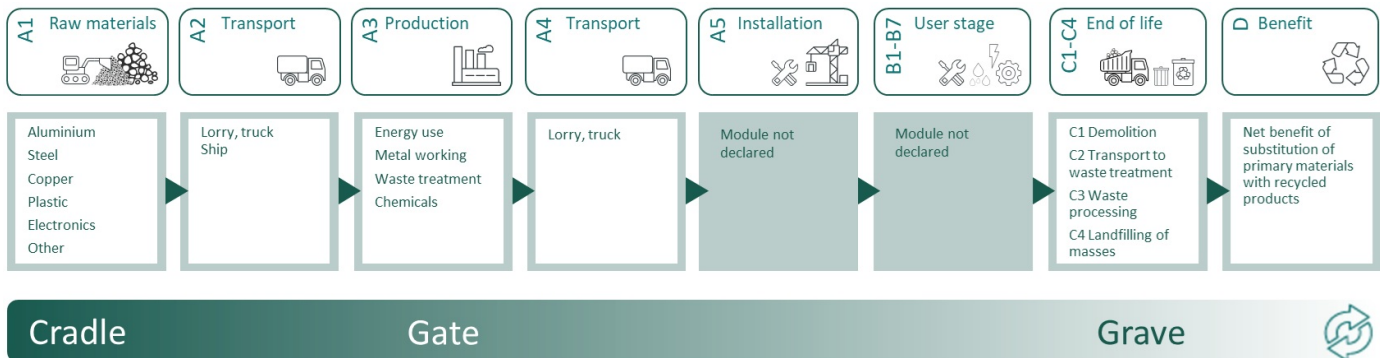 A1 Raw materials
A2 Transport
A3 Production
A4 Transport
A5 Installation
B1-B7 User stage
C1-C4 End of life
D Benefit
Aluminium
Steel
Copper
Plastic
Electronics
Other
Lorry, truck
Ship
Energy use
Metal working
Waste treatment
Chemicals
Lorry, truck
Module not
declared
Module not
declared
C1 Demolition
C2 Transport to
waste treatment
C3 Waste
processing
C4 Landfilling of
masses
Net benefit of
substitution of
primary materials
with recycled
products
Cradle
Gate
Grave